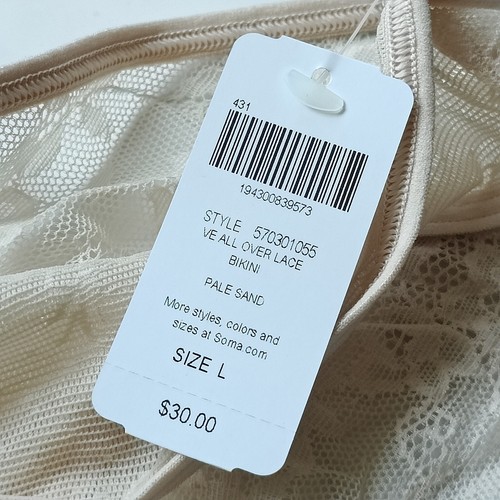 431
194300839573
STYLE 570301055
VE ALL OVER LACE
BIKINI
PALE SAND
More styles, colors and
sizes at Soma.com
SIZE L
$30.00